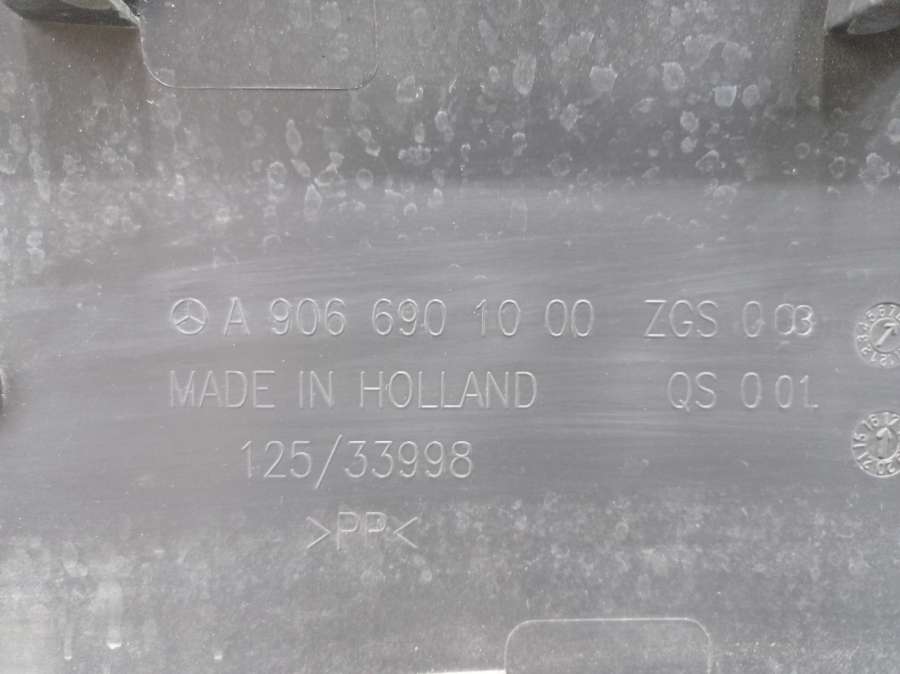 A 906 690 10 00 ZGS 003
MADE IN HOLLAND QS 001
125/33998
>PP<